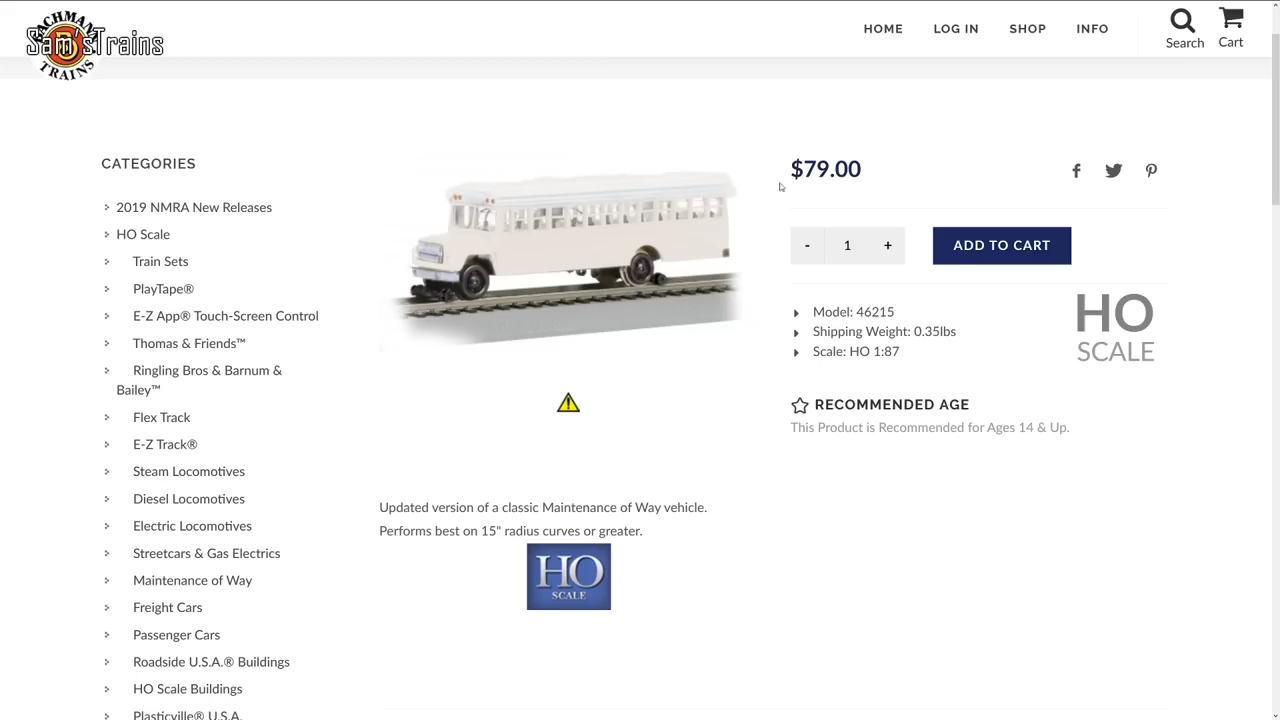 BACHMANN
Sam'sTrains
TRAINS
HOME
LOG IN
SHOP
INFO
Search
Cart
CATEGORIES
2019 NMRA New Releases
HO Scale
Train Sets
PlayTape®
E-Z App® Touch-Screen Control
Thomas & Friends™
Ringling Bros & Barnum &
Bailey™
Flex Track
E-Z Track®
Steam Locomotives
Diesel Locomotives
Electric Locomotives
Streetcars & Gas Electrics
Maintenance of Way
Freight Cars
Passenger Cars
Roadside U.S.A.® Buildings
HO Scale Buildings
Plasticville® U.S.A.
$79.00
- 1 +
ADD TO CART
Model: 46215
Shipping Weight: 0.35lbs
Scale: HO 1:87
HO
SCALE
RECOMMENDED AGE
This Product is Recommended for Ages 14 & Up.
Updated version of a classic Maintenance of Way vehicle.
Performs best on 15" radius curves or greater.
HO
SCALE